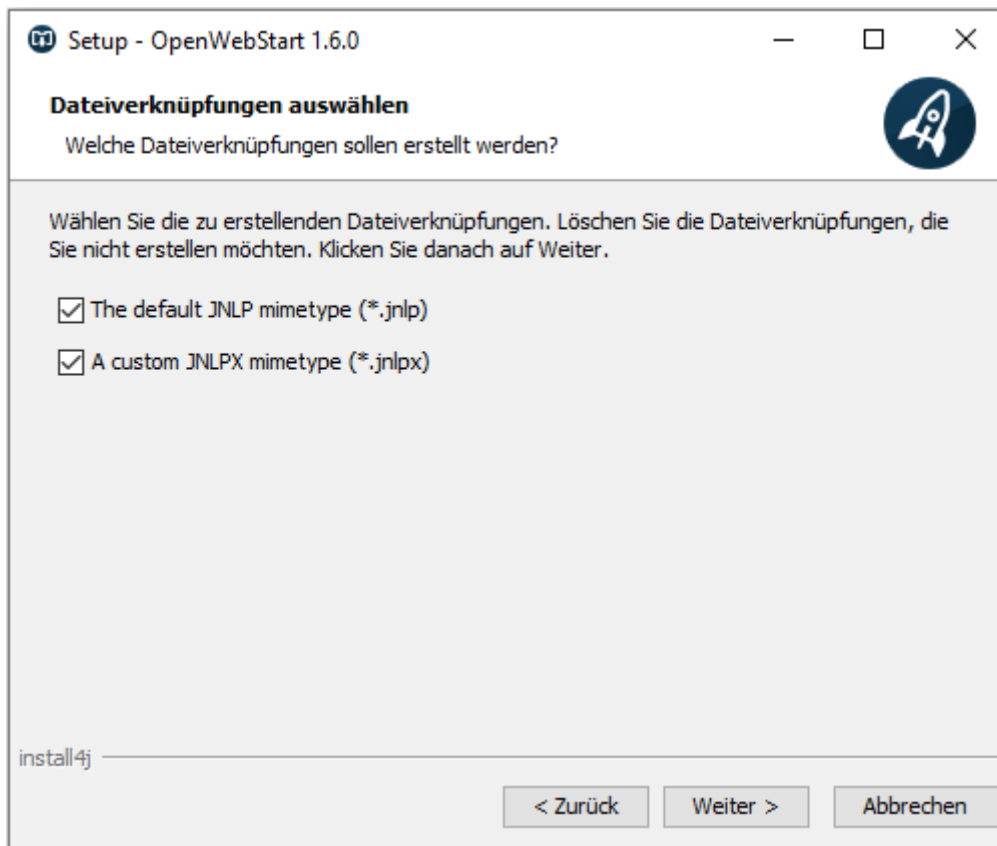 Setup - OpenWebStart 1.6.0
Dateiverknüpfungen auswählen
Welche Dateiverknüpfungen sollen erstellt werden?
Wählen Sie die zu erstellenden Dateiverknüpfungen. Löschen Sie die Dateiverknüpfungen, die
Sie nicht erstellen möchten. Klicken Sie danach auf Weiter.
The default JNLP mimetype (*.jnlp)
A custom JNLPX mimetype (*.jnlpx)
install4j
< Zurück
Weiter >
Abbrechen